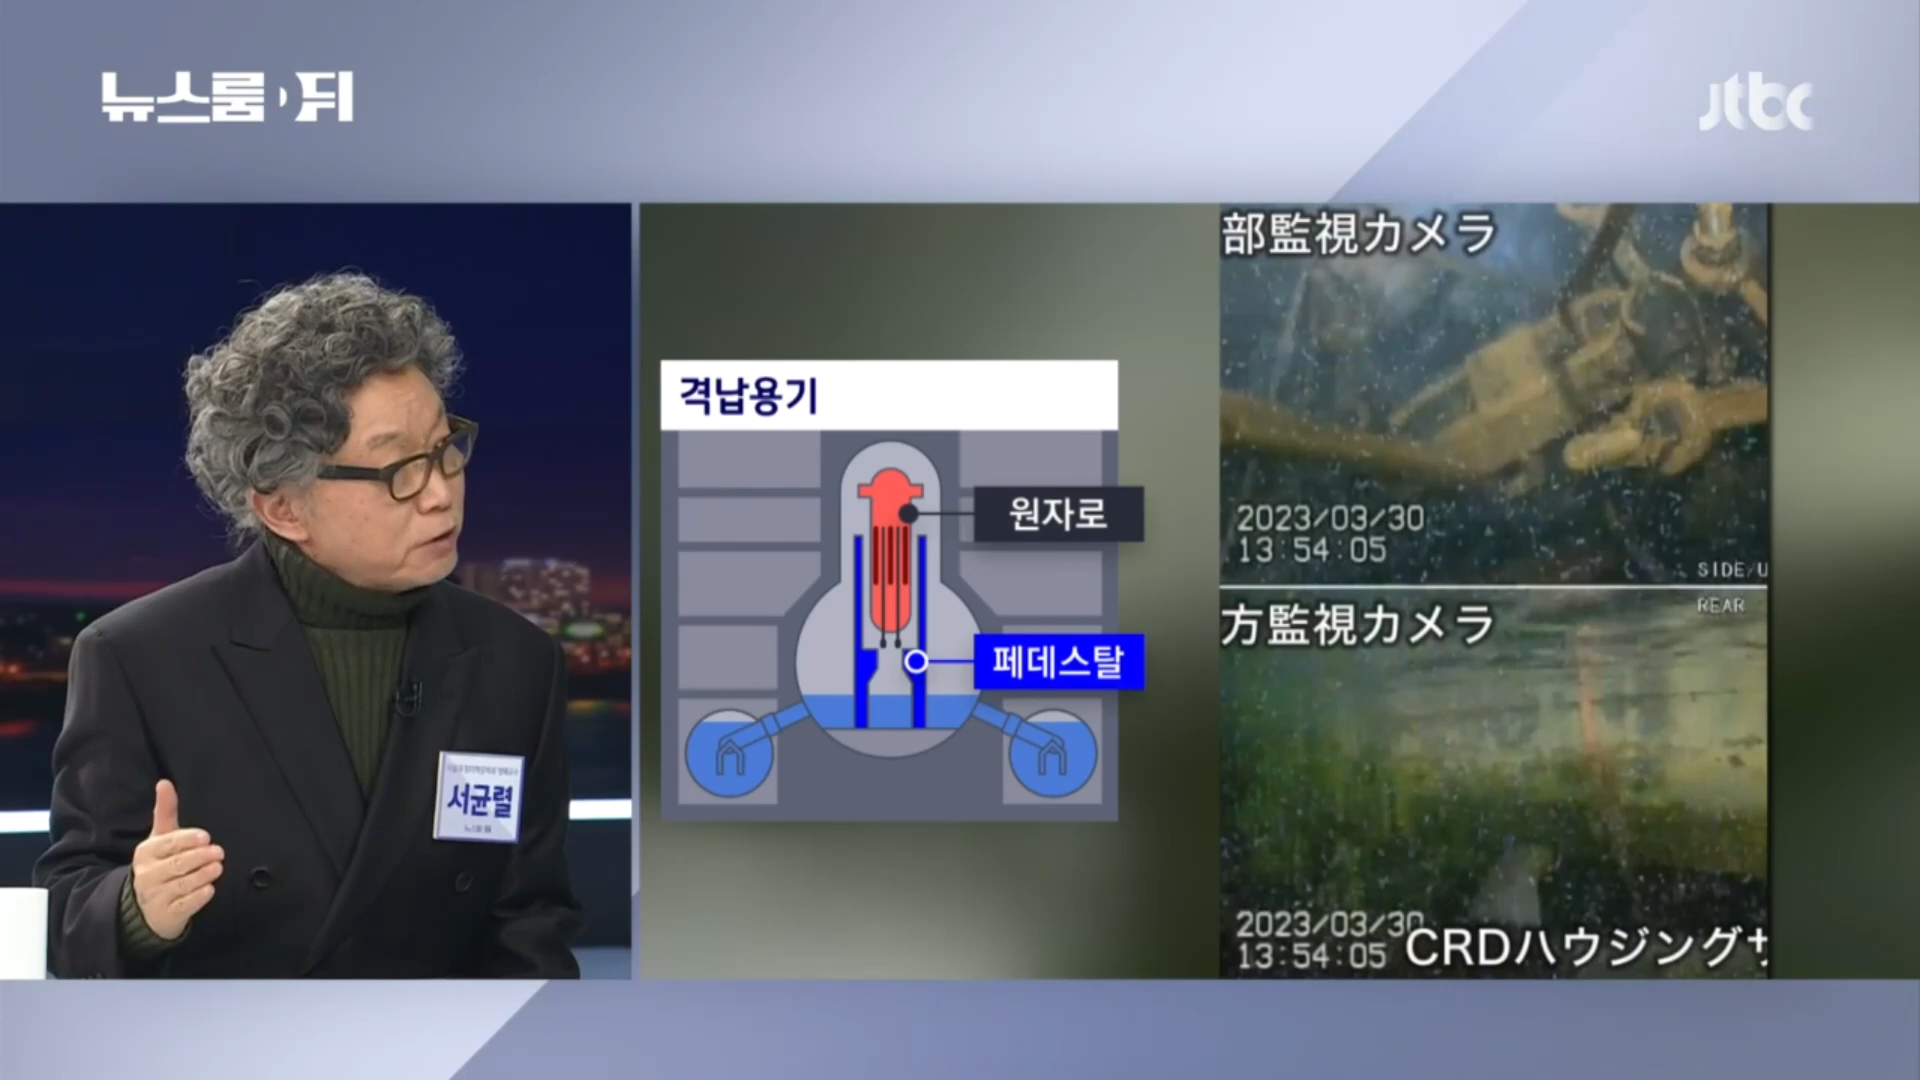 뉴스룸 뒤
jtbc
격납용기
원자로
페데스탈
서균렬
部監視カメラ
2023/03/30
13:54:05
SIDE/U
REAR
方監視カメラ
2023/03/30
13:54:05
CRDハウジングサ